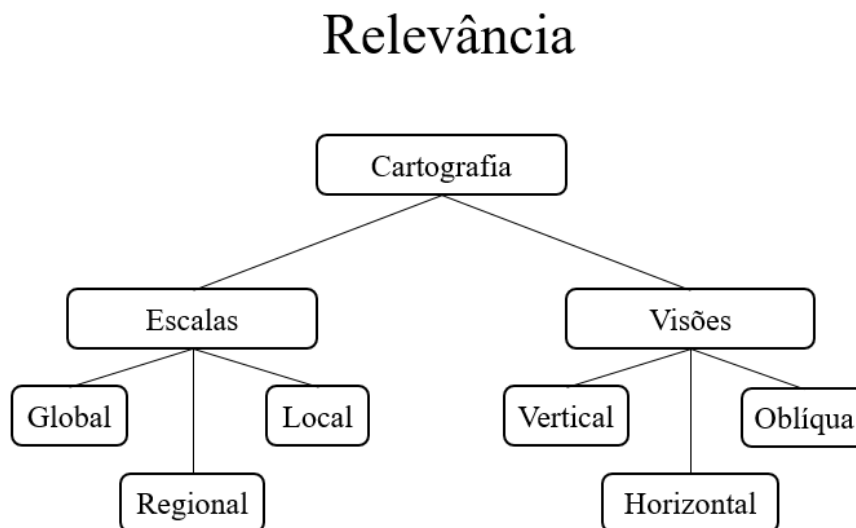 Relevância
Cartografia
Escalas
Visões
Global
Local
Vertical
Oblíqua
Regional
Horizontal